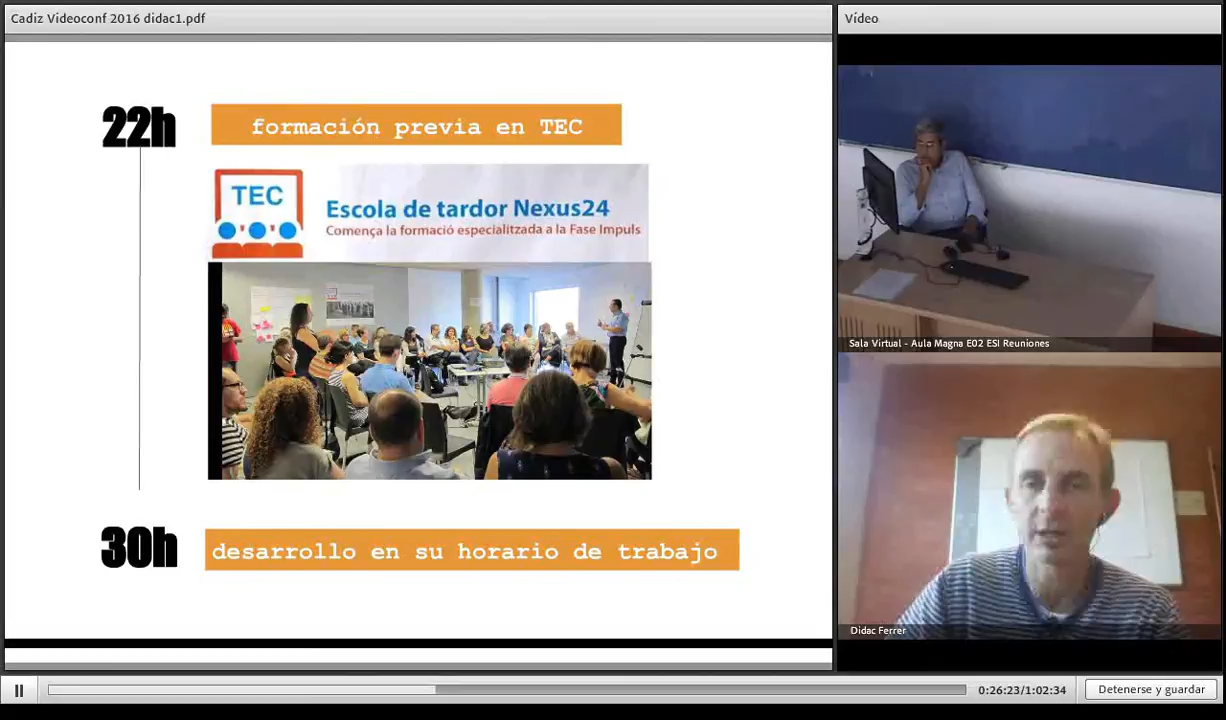 Cadiz Videoconf 2016 didac1.pdf
Vídeo
22h
formación previa en TEC
TEC
Escola de tardor Nexus24
Comença la formació especialitzada a la Fase Impuls
30h
desarrollo en su horario de trabajo
Sala Virtual - Aula Magna E02 ESI Reuniones
Didac Ferrer
0:26:23/1:02:34
Detenerse y guardar